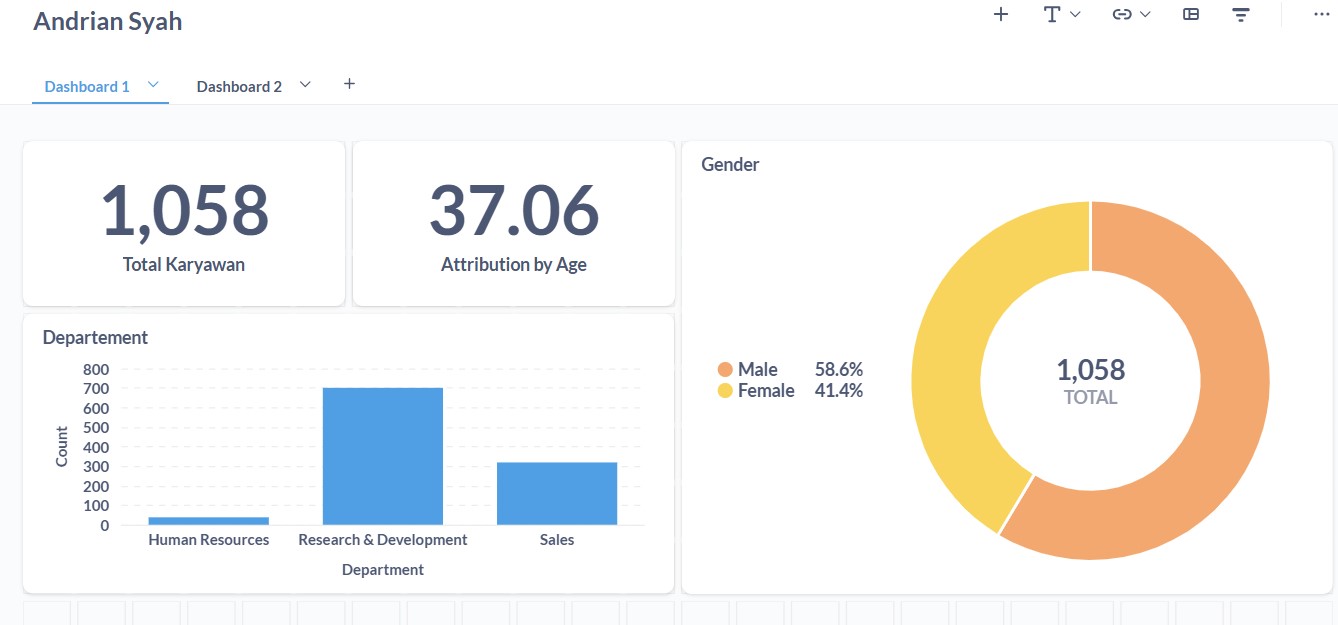 Andrian Syah
Dashboard 1
Dashboard 2
1,058
Total Karyawan
37.06
Attribution by Age
Gender
Male 58.6%
Female 41.4%
1,058
TOTAL
Departement
800
700
600
500
400
300
200
100
0
Count
Human Resources Research & Development Sales
Department